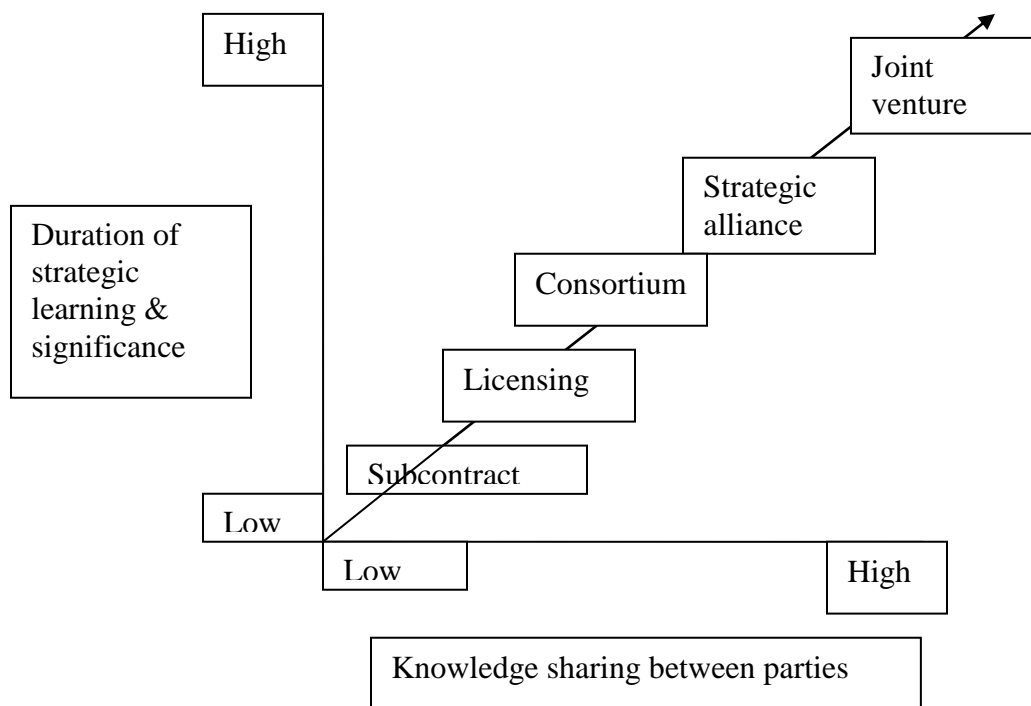 High
Joint
venture
Strategic
alliance
Duration of
strategic
learning &
significance
Consortium
Licensing
Subcontract
Low
Low
High
Knowledge sharing between parties